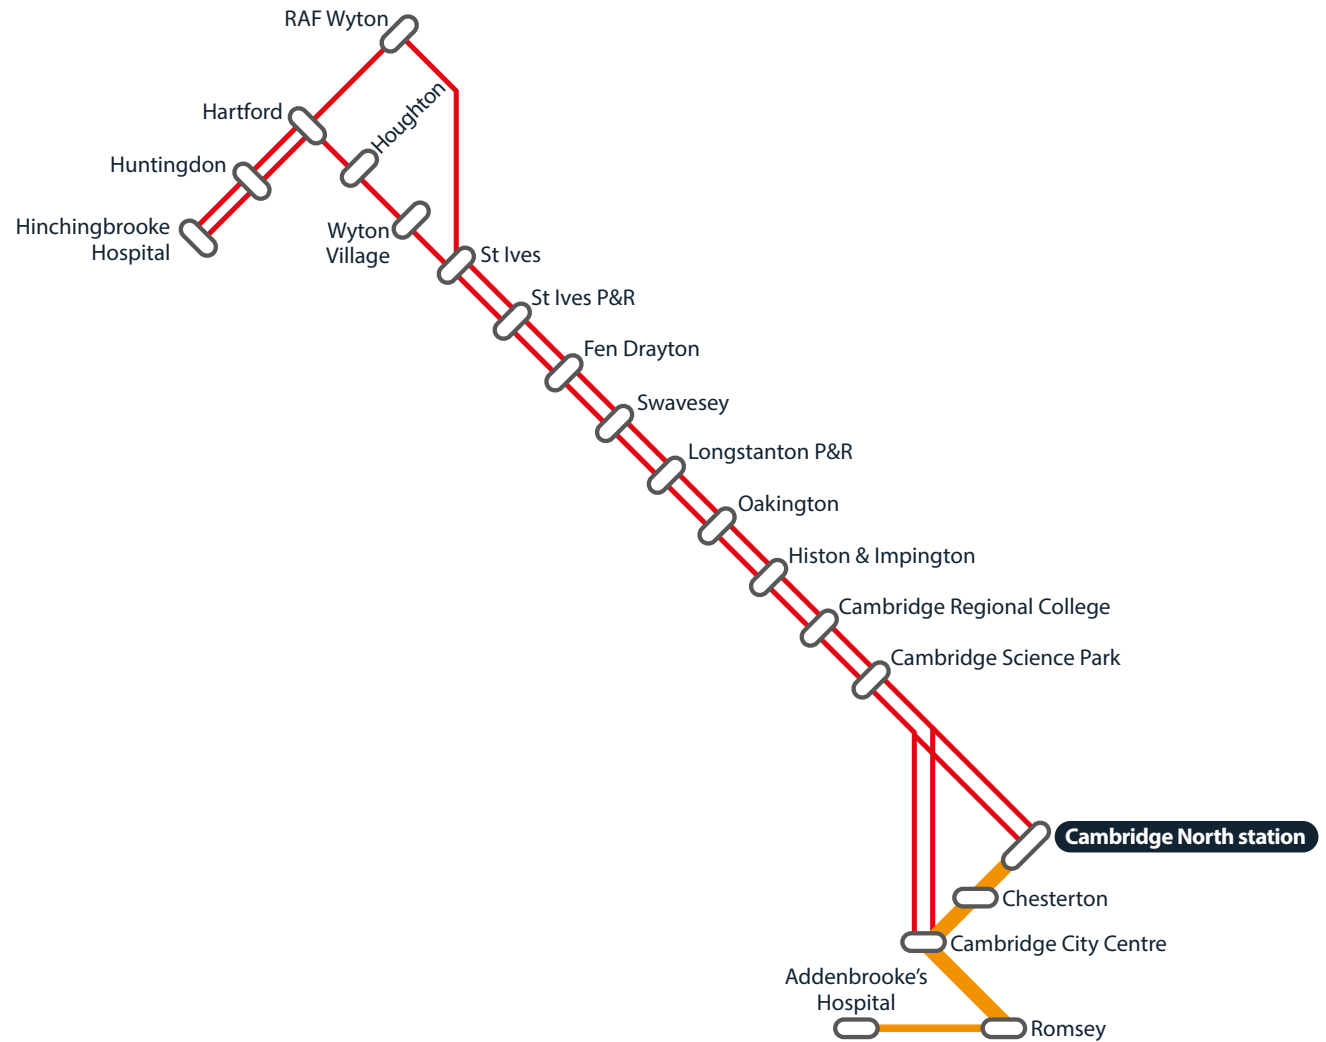 RAF Wyton
Hartford
Houghton
Huntingdon
Hinchingbrooke
Hospital
Wyton
Village
St Ives
St Ives P&R
Fen Drayton
Swavesey
Longstanton P&R
Oakington
Histon & Impington
Cambridge Regional College
Cambridge Science Park
Cambridge North station
Chesterton
Cambridge City Centre
Addenbrooke’s
Hospital
Romsey